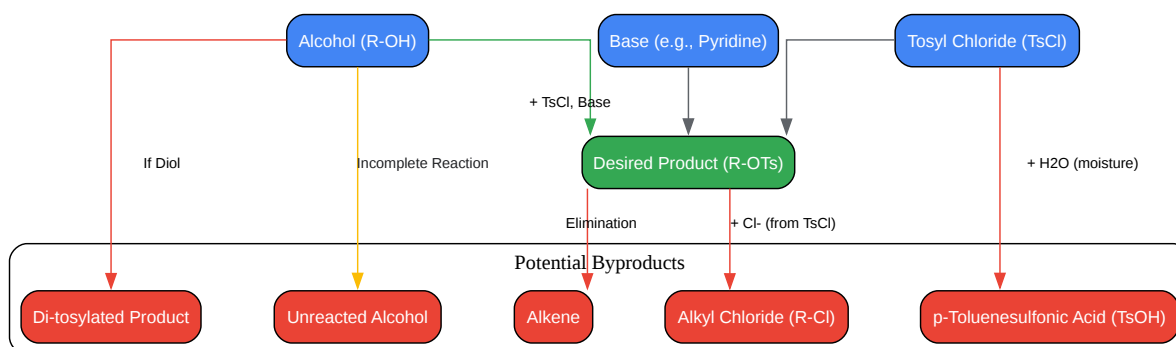 Alcohol (R-OH)
Base (e.g., Pyridine)
Tosyl Chloride (TsCl)
+ TsCl, Base
If Diol
Incomplete Reaction
Desired Product (R-OTs)
+ H2O (moisture)
Elimination
+ Cl- (from TsCl)
Potential Byproducts
Di-tosylated Product
Unreacted Alcohol
Alkene
Alkyl Chloride (R-Cl)
p-Toluenesulfonic Acid (TsOH)